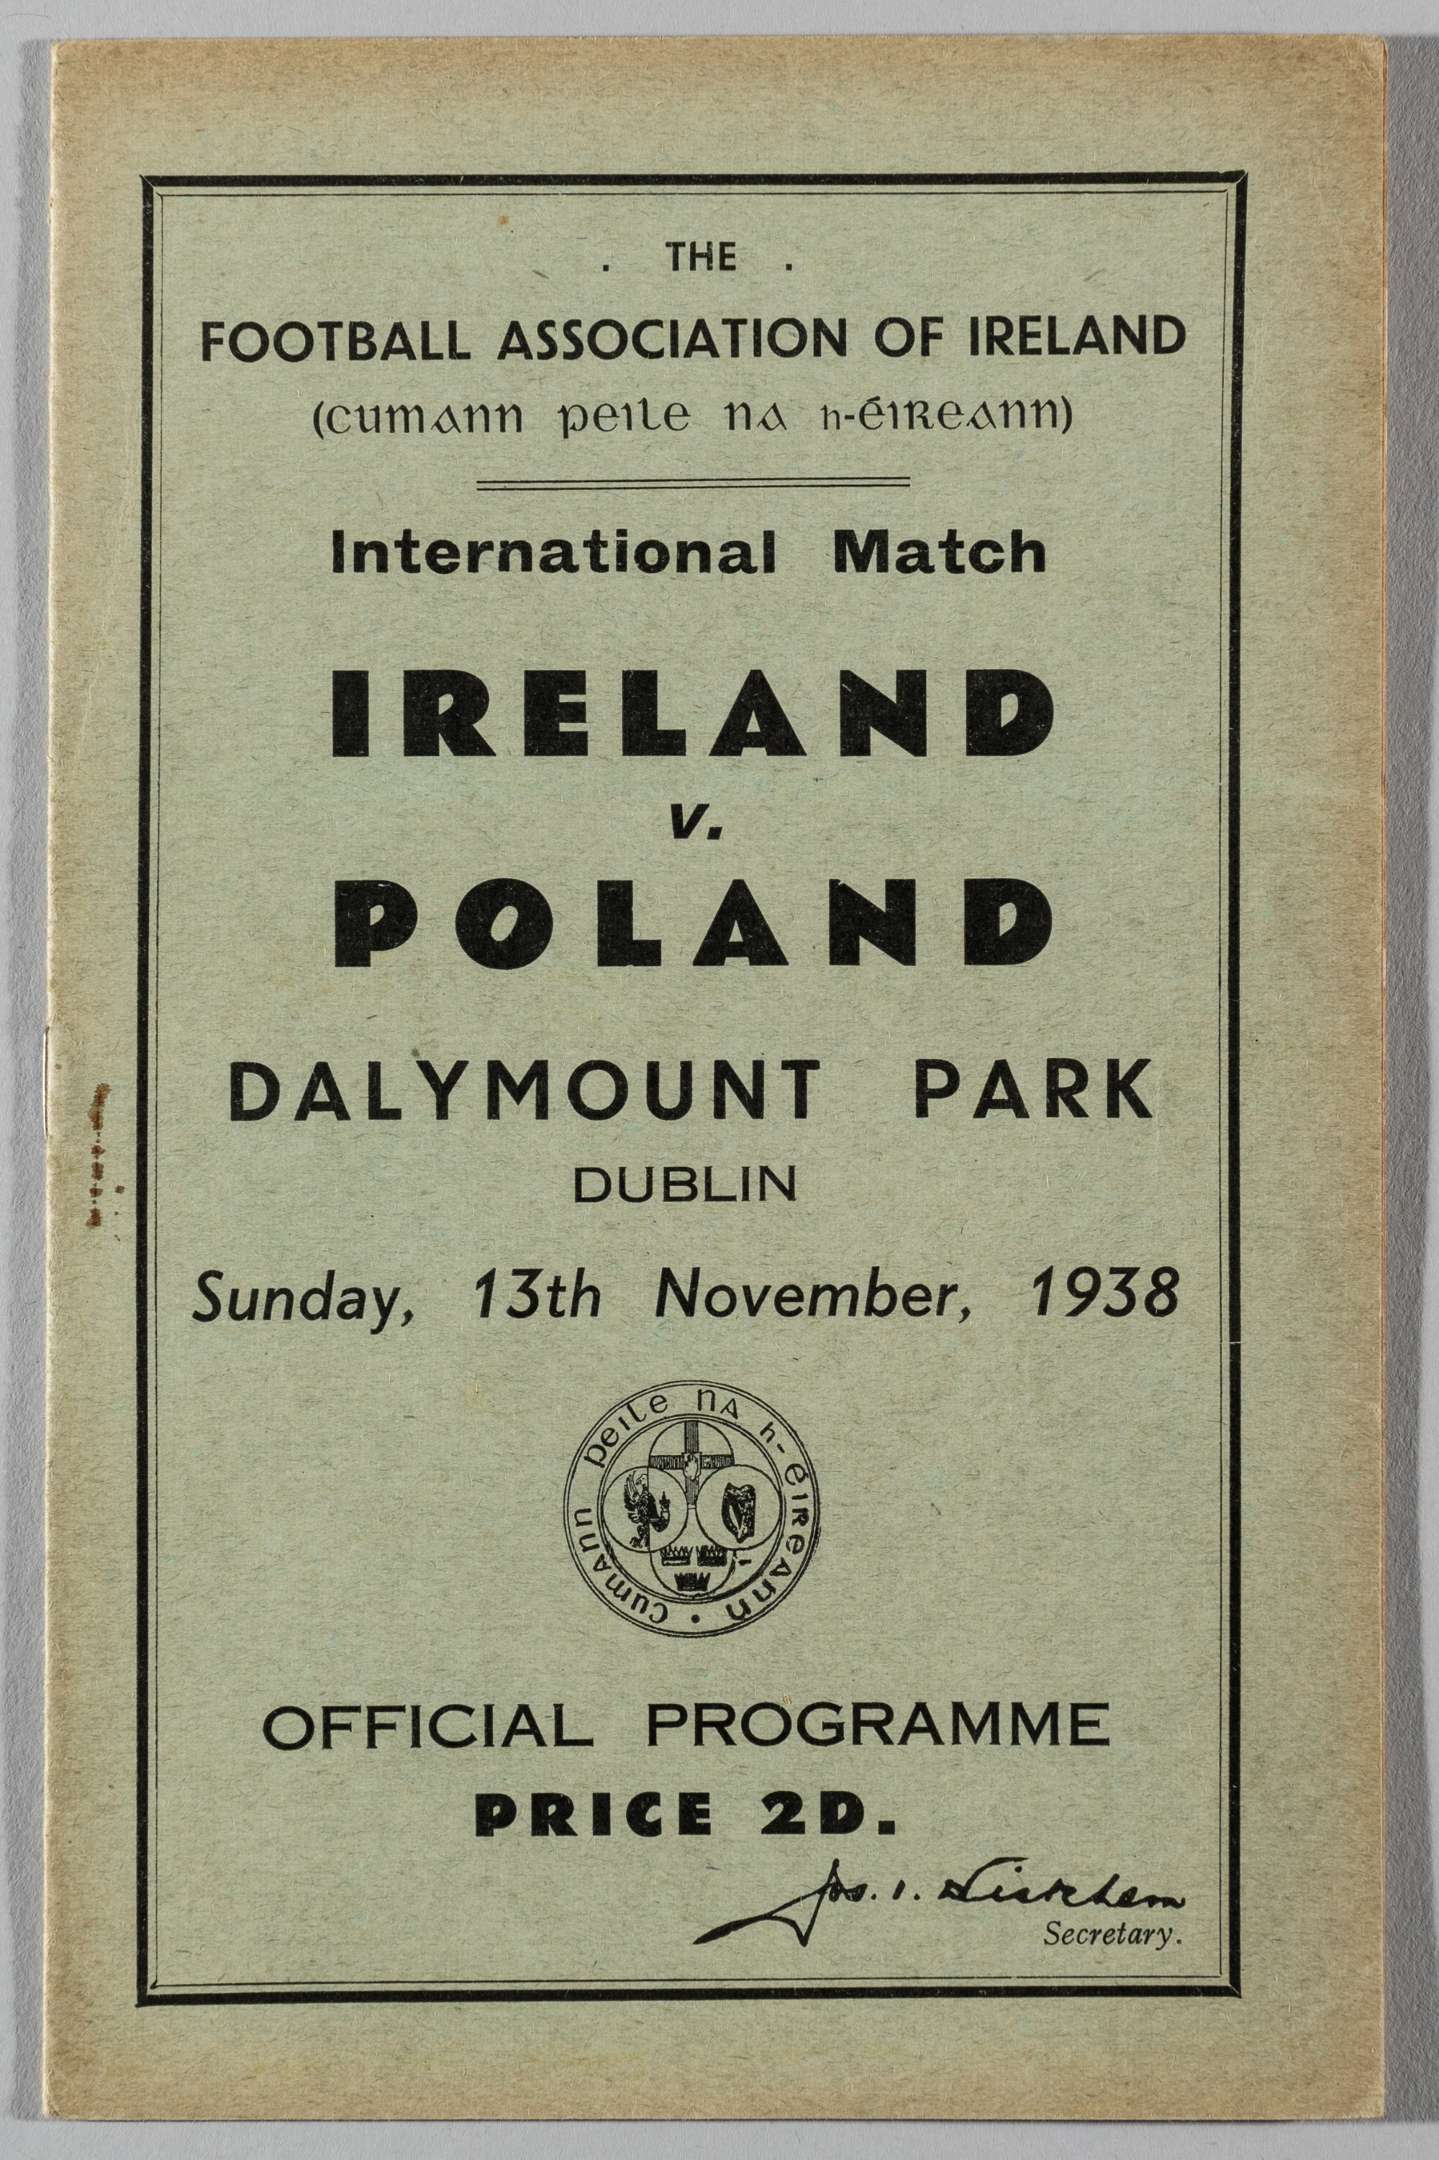 . THE .
FOOTBALL ASSOCIATION OF IRELAND
(cumann peile na h-éireann)
International Match
IRELAND
v.
POLAND
DALYMOUNT PARK
DUBLIN
Sunday, 13th November, 1938
cumann peile na h-éireann
OFFICIAL PROGRAMME
PRICE 2D.
Jos. I.
Secretary.